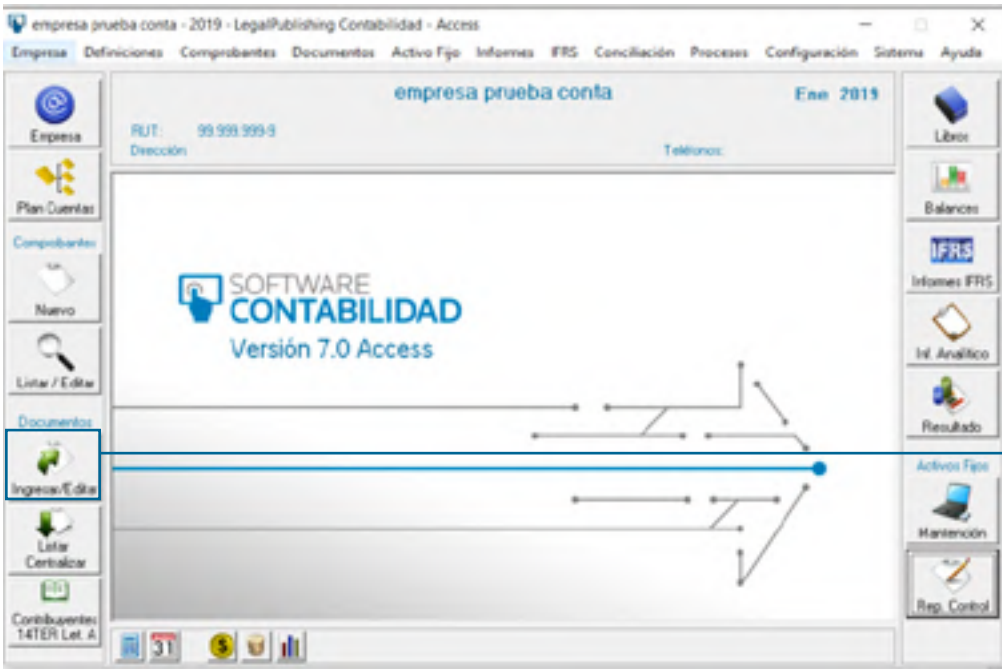 empresa prueba conta - 2019 - LegalPublishing Contabilidad - Access
Empresa Definiciones Comprobantes Documentos Activo Fijo Informes IFRS Conciliación Procesos Configuración Sistema Ayuda
empresa prueba conta Ene 2019
RUT: 99.999.999-9
Dirección: Teléfonos:
Empresa
Plan Cuentas
Comprobantes
Nuevo
Listar / Editar
Documentos
Ingresar/Editar
Listar
Centralizar
Contribuyentes
14TER Let. A
SOFTWARE
CONTABILIDAD
Versión 7.0 Access
Libros
Balances
IFRS
Informes IFRS
Inf. Analítico
Resultado
Activos Fijos
Mantención
Rep. Control
31
$